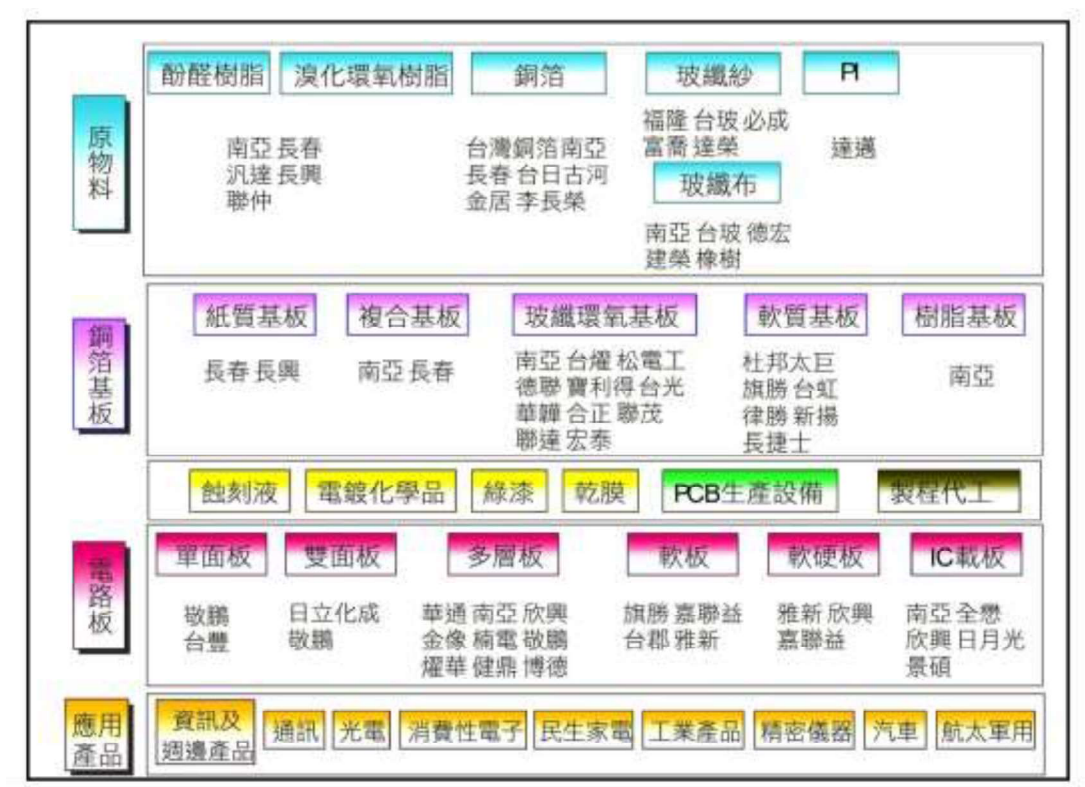 原物料
酚醛樹脂
溴化環氧樹脂
銅箔
玻纖紗
PI
南亞 長春
汎達 長興
聯仲
台灣銅箔 南亞
長春 台日古河
金居 李長榮
福隆 台玻 必成
富喬 達榮
玻纖布
南亞 台玻 德宏
建榮 橡樹
達邁
銅箔基板
紙質基板
複合基板
玻纖環氧基板
軟質基板
樹脂基板
長春 長興
南亞 長春
南亞 台燿 松電工
德聯 寶利得 台光
華韡 合正 聯茂
聯達 宏泰
杜邦太巨
旗勝 台虹
律勝 新揚
長捷士
南亞
蝕刻液
電鍍化學品
綠漆
乾膜
PCB生產設備
製程代工
電路板
單面板
雙面板
多層板
軟板
軟硬板
IC載板
敬鵬
台豐
日立化成
敬鵬
華通 南亞 欣興
金像 楠電 敬鵬
燿華 健鼎 博德
旗勝 嘉聯益
台郡 雅新
雅新 欣興
嘉聯益
南亞 全懋
欣興 日月光
景碩
應用
產品
資訊及
週邊產品
通訊
光電
消費性電子
民生家電
工業產品
精密儀器
汽車
航太軍用